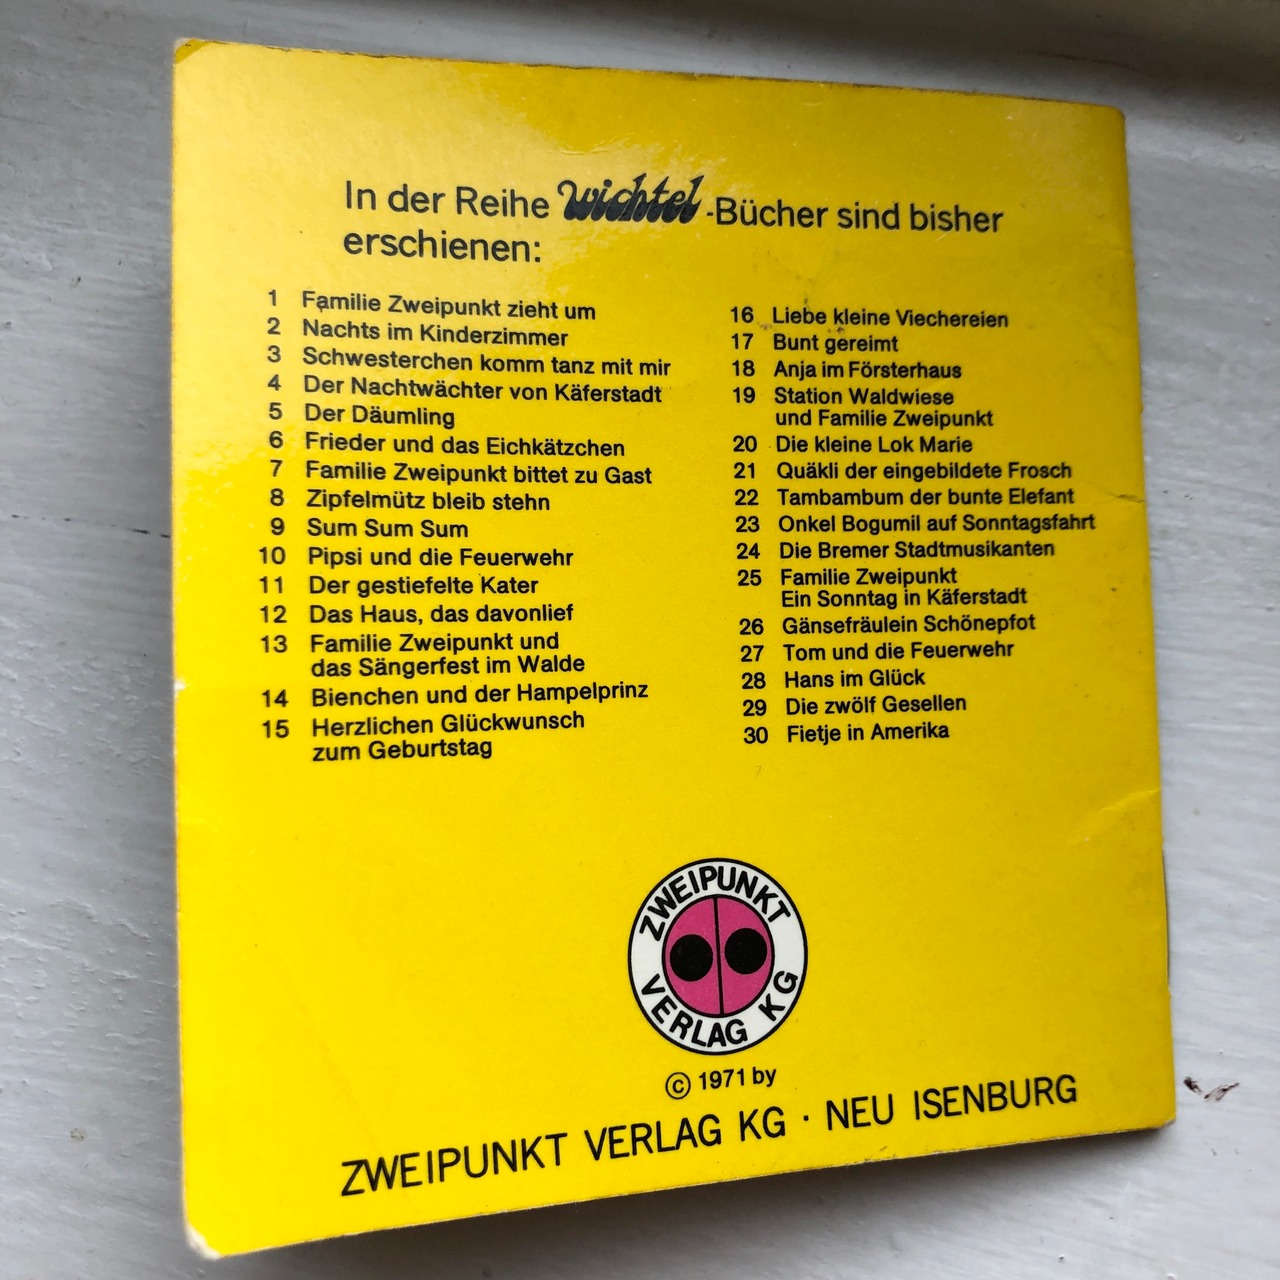 In der Reihe wichtel-Bücher sind bisher
erschienen:
1 Familie Zweipunkt zieht um
2 Nachts im Kinderzimmer
3 Schwesterchen komm tanz mit mir
4 Der Nachtwächter von Käferstadt
5 Der Däumling
6 Frieder und das Eichkätzchen
7 Familie Zweipunkt bittet zu Gast
8 Zipfelmütz bleib stehn
9 Sum Sum Sum
10 Pipsi und die Feuerwehr
11 Der gestiefelte Kater
12 Das Haus, das davonlief
13 Familie Zweipunkt und
das Sängerfest im Walde
14 Bienchen und der Hampelprinz
15 Herzlichen Glückwunsch
zum Geburtstag
16 Liebe kleine Viechereien
17 Bunt gereimt
18 Anja im Försterhaus
19 Station Waldwiese
und Familie Zweipunkt
20 Die kleine Lok Marie
21 Quäkli der eingebildete Frosch
22 Tambambum der bunte Elefant
23 Onkel Bogumil auf Sonntagsfahrt
24 Die Bremer Stadtmusikanten
25 Familie Zweipunkt
Ein Sonntag in Käferstadt
26 Gänsefräulein Schönepfot
27 Tom und die Feuerwehr
28 Hans im Glück
29 Die zwölf Gesellen
30 Fietje in Amerika
ZWEIPUNKT
VERLAG KG
© 1971 by
ZWEIPUNKT VERLAG KG · NEU ISENBURG